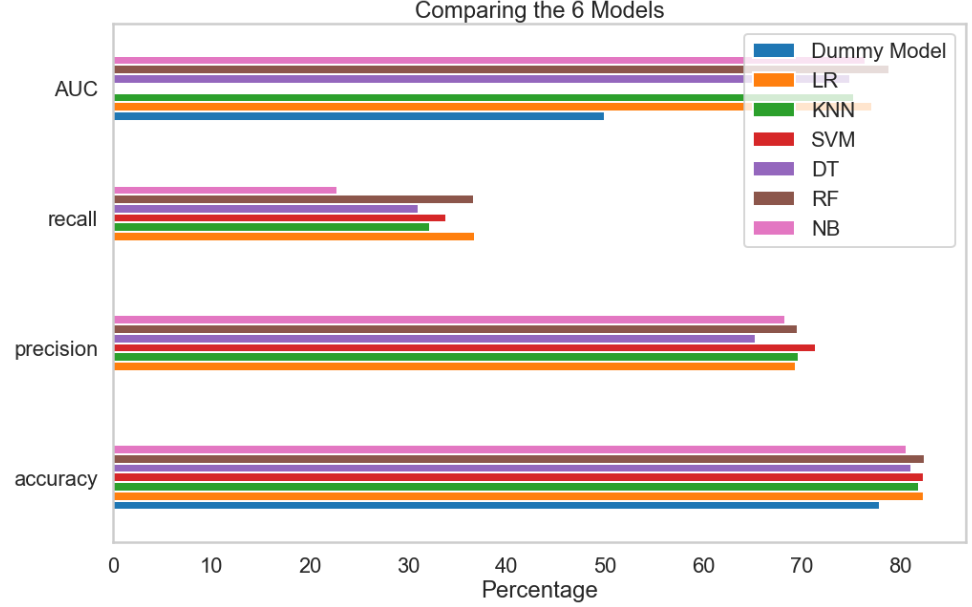 Comparing the 6 Models
Dummy Model
LR
KNN
SVM
DT
RF
NB
AUC
recall
precision
accuracy
0 10 20 30 40 50 60 70 80
Percentage